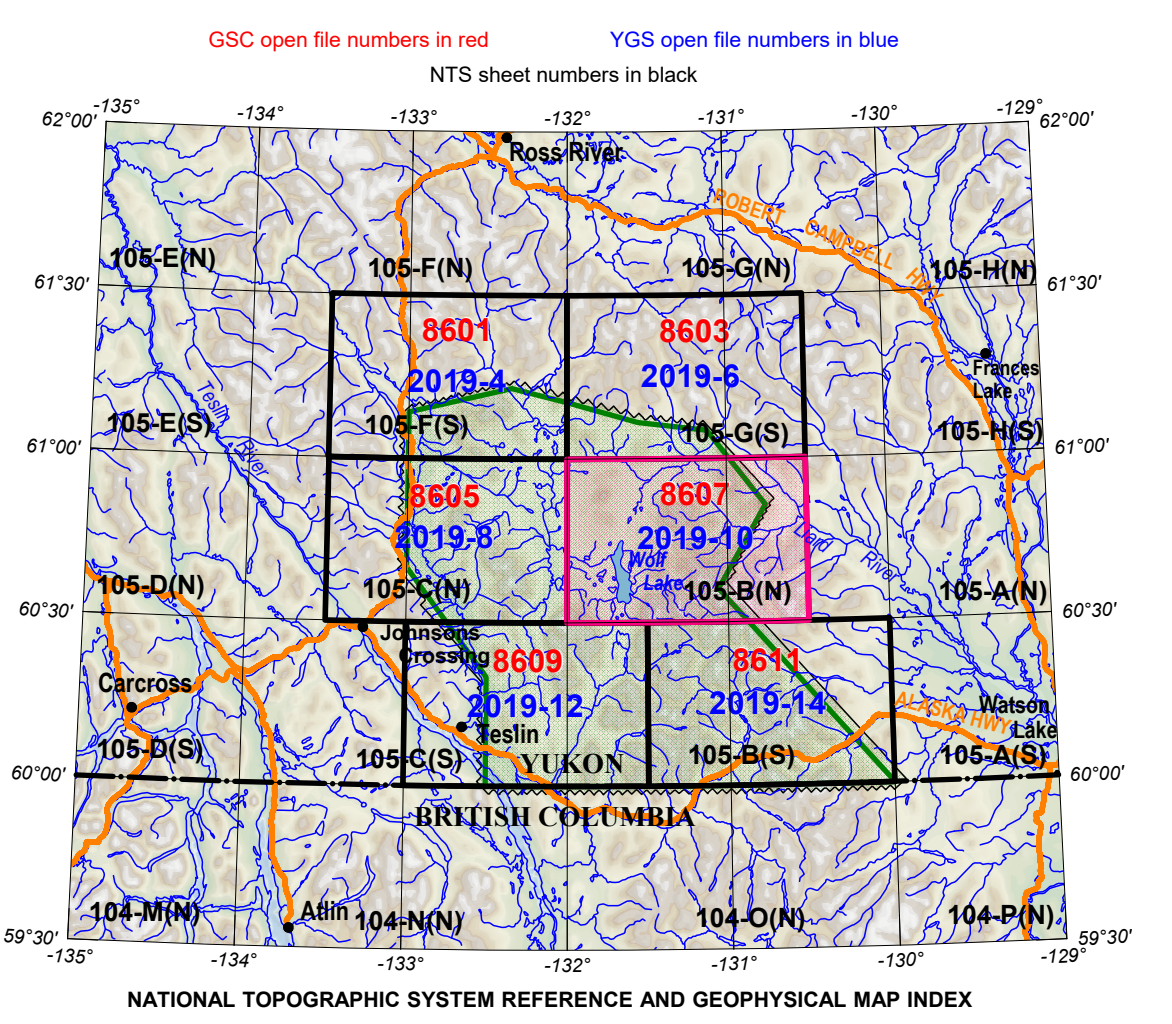 GSC open file numbers in red
YGS open file numbers in blue
NTS sheet numbers in black
-135°
-134°
-133°
-132°
-131°
-130°
-129°
62°00'
62°00'
Ross River
ROBERT CAMPBELL HWY
105-E(N)
105-F(N)
105-G(N)
105-H(N)
61°30'
61°30'
8601
8603
2019-4
2019-6
Frances
Lake
Teslin River
105-E(S)
105-F(S)
105-G(S)
105-H(S)
61°00'
61°00'
8605
8607
2019-8
2019-10
Liard River
Wolf
Lake
105-D(N)
105-C(N)
105-B(N)
105-A(N)
60°30'
60°30'
Johnsons
Crossing
8609
8611
Carcross
2019-12
2019-14
ALASKA HWY
Watson
Lake
Teslin
105-D(S)
105-C(S)
YUKON
105-B(S)
105-A(S)
60°00'
60°00'
BRITISH COLUMBIA
104-M(N)
Atlin
104-N(N)
104-O(N)
104-P(N)
59°30'
59°30'
-135°
-134°
-133°
-132°
-131°
-130°
-129°
NATIONAL TOPOGRAPHIC SYSTEM REFERENCE AND GEOPHYSICAL MAP INDEX